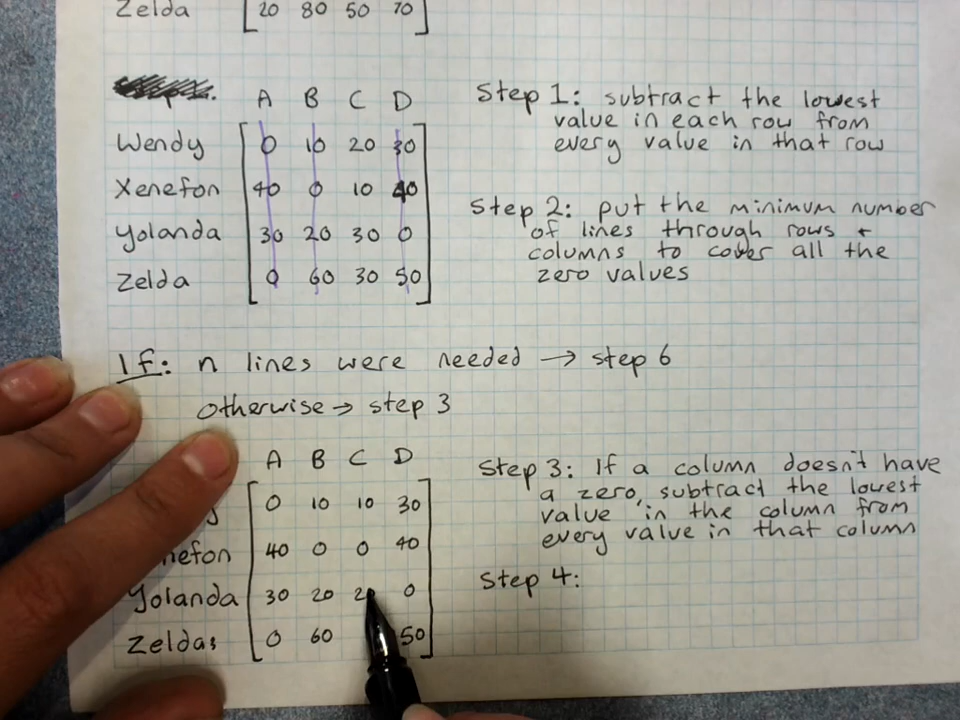 Zelda 20 80 50 70
A B C D
Wendy 0 10 20 30
Xenefon 40 0 10 40
Yolanda 30 20 30 0
Zelda 0 60 30 50
Step 1: subtract the lowest
value in each row from
every value in that row
Step 2: put the minimum number
of lines through rows +
columns to cover all the
zero values
If: n lines were needed → step 6
otherwise → step 3
A B C D
0 10 10 30
nefon 40 0 0 40
Yolanda 30 20 20 0
Zeldas 0 60 50
Step 3: If a column doesn't have
a zero, subtract the lowest
value in the column from
every value in that column
Step 4: